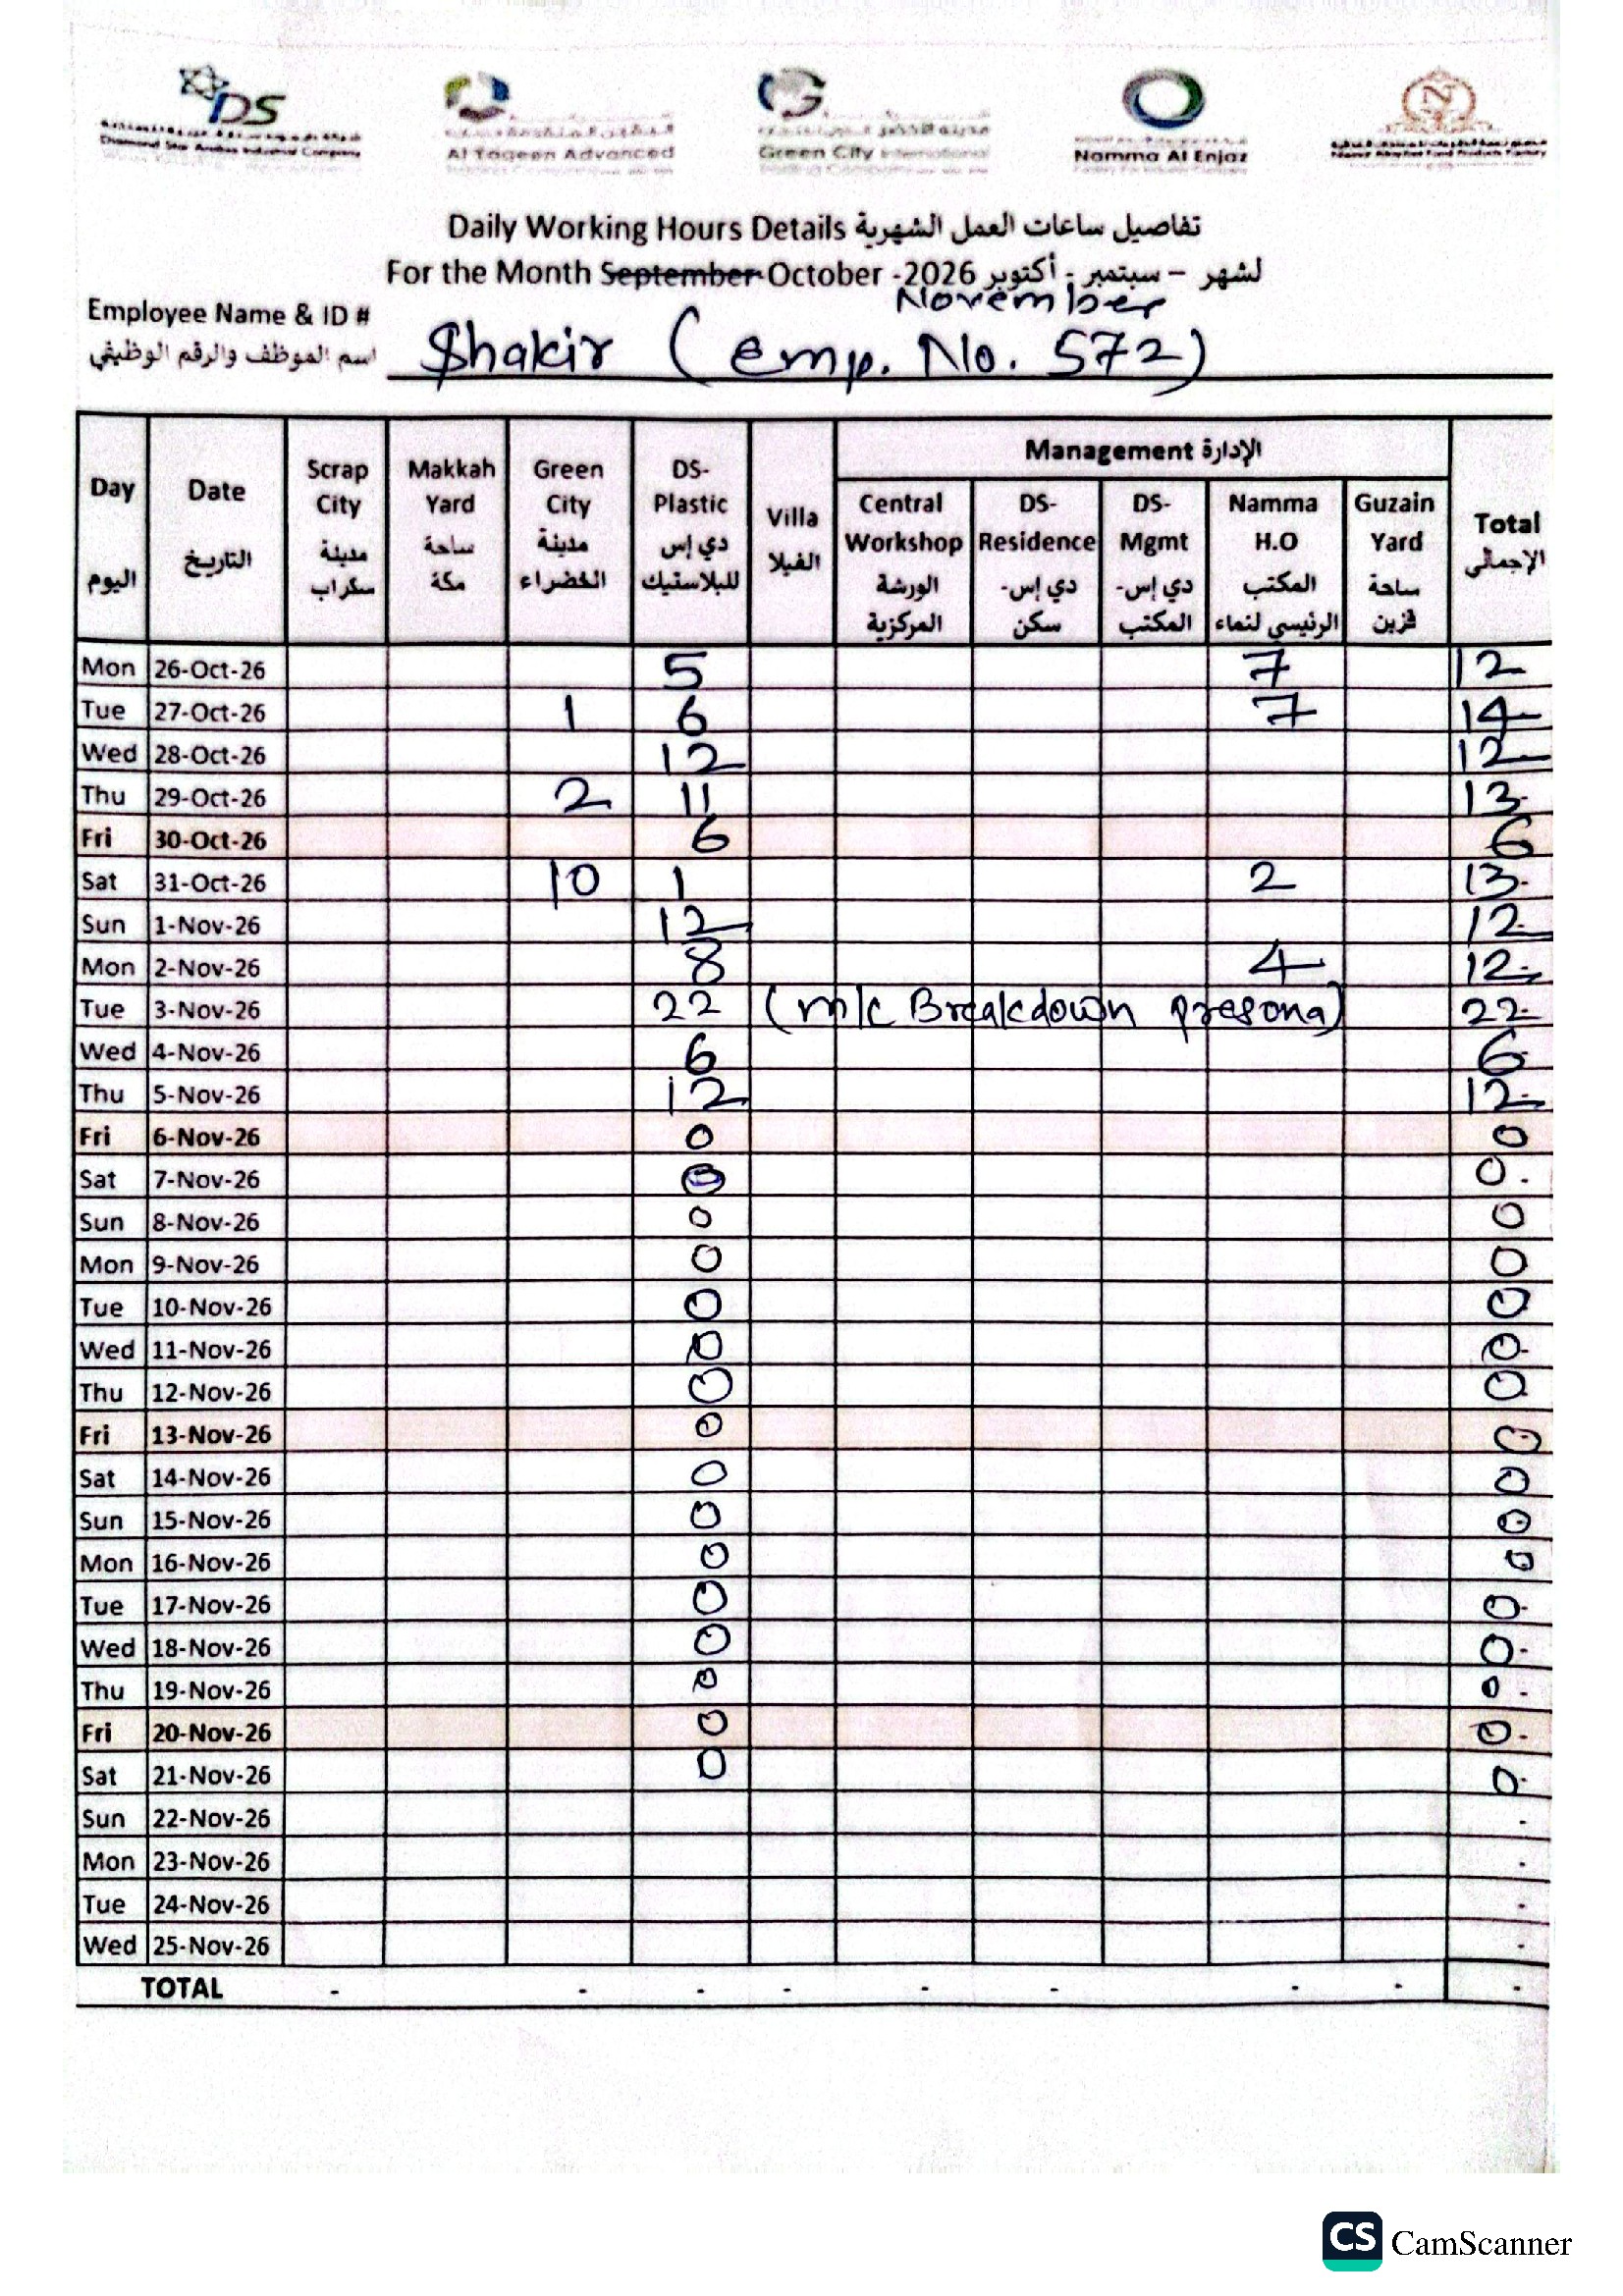 DS
Diamond Star Arabia Industrial Company
Al Taqeen Advanced
Green City International
Namma Al Enjaz
N
Daily Working Hours Details تفاصيل ساعات العمل الشهرية
For the Month September October -2026 لشهر – سبتمبر - أكتوبر
November
Employee Name & ID #
اسم الموظف والرقم الوظيفي
Shakir (emp. No. 572)
Day اليوم | Date التاريخ | Scrap City مدينة سكراب | Makkah Yard ساحة مكة | Green City مدينة الخضراء | DS-Plastic دي إس للبلاستيك | Villa الفيلا | Management الإدارة | Total الإجمالي
Central Workshop الورشة المركزية | DS-Residence دي إس- سكن | DS-Mgmt دي إس- المكتب | Namma H.O المكتب الرئيسي لنماء | Guzain Yard ساحة قزين
Mon 26-Oct-26 5 7 12
Tue 27-Oct-26 1 6 7 14
Wed 28-Oct-26 12 12
Thu 29-Oct-26 2 11 13
Fri 30-Oct-26 6 6
Sat 31-Oct-26 10 1 2 13
Sun 1-Nov-26 12 12
Mon 2-Nov-26 8 4 12
Tue 3-Nov-26 22 (m/c Breakdown presona) 22
Wed 4-Nov-26 6 6
Thu 5-Nov-26 12 12
Fri 6-Nov-26 0 0
Sat 7-Nov-26 0 0
Sun 8-Nov-26 0 0
Mon 9-Nov-26 0 0
Tue 10-Nov-26 0 0
Wed 11-Nov-26 0 0
Thu 12-Nov-26 0 0
Fri 13-Nov-26 0 0
Sat 14-Nov-26 0 0
Sun 15-Nov-26 0 0
Mon 16-Nov-26 0 0
Tue 17-Nov-26 0 0
Wed 18-Nov-26 0 0
Thu 19-Nov-26 0 0
Fri 20-Nov-26 0 0
Sat 21-Nov-26 0 0
Sun 22-Nov-26 -
Mon 23-Nov-26 -
Tue 24-Nov-26 -
Wed 25-Nov-26 -
TOTAL - - - - - - - - -
CS CamScanner